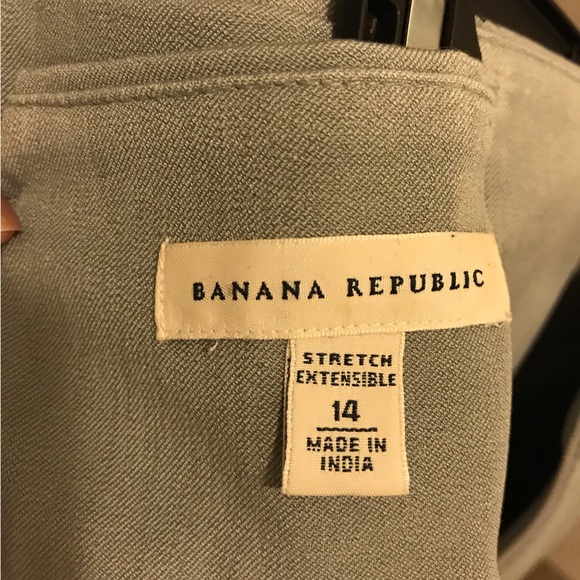 BANANA REPUBLIC
STRETCH
EXTENSIBLE
14
MADE IN
INDIA